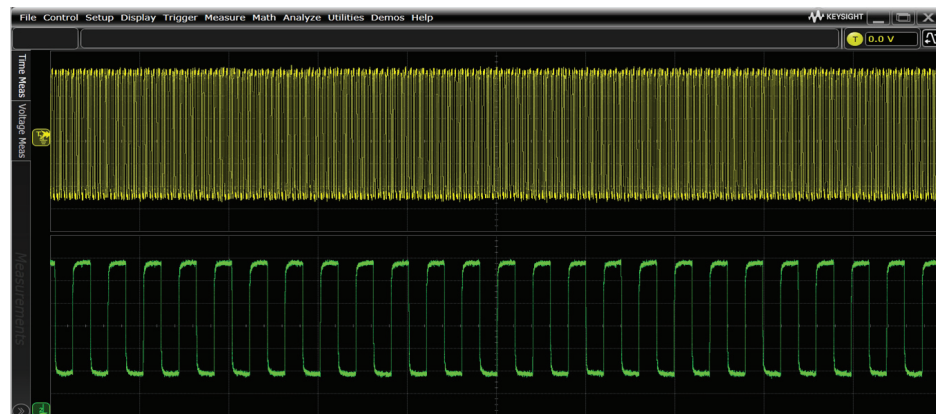 File Control Setup Display Trigger Measure Math Analyze Utilities Demos Help
KEYSIGHT
T 0.0 V
Time Meas
Voltage Meas
Measurements